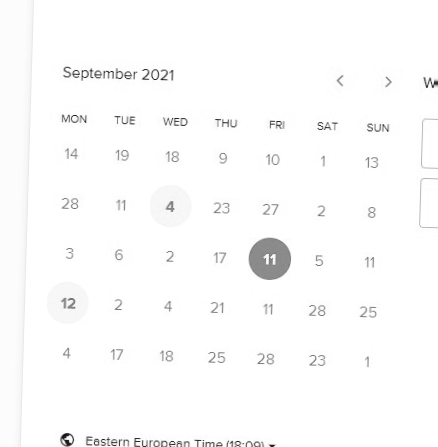 September 2021
MON TUE WED THU FRI SAT SUN
14 19 18 9 10 1 13
28 11 4 23 27 2 8
3 6 2 17 11 5 11
12 2 4 21 11 28 25
4 17 18 25 28 23 1
Eastern European Time (18:09)